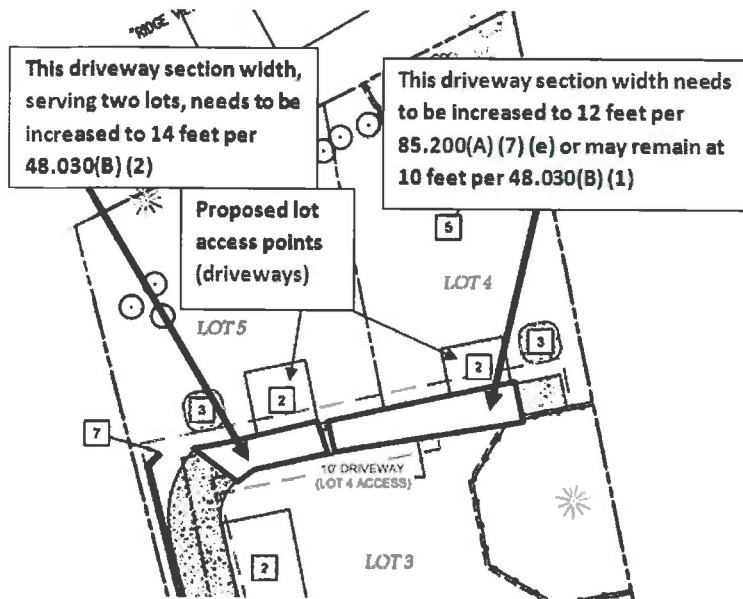 "RIDGE
This driveway section width,
serving two lots, needs to be
increased to 14 feet per
48.030(B) (2)
This driveway section width needs
to be increased to 12 feet per
85.200(A) (7) (e) or may remain at
10 feet per 48.030(B) (1)
Proposed lot
access points
(driveways)
5
LOT 4
LOT 5
3
2
2
3
7
10' DRIVEWAY
(LOT 4 ACCESS)
2
LOT 3